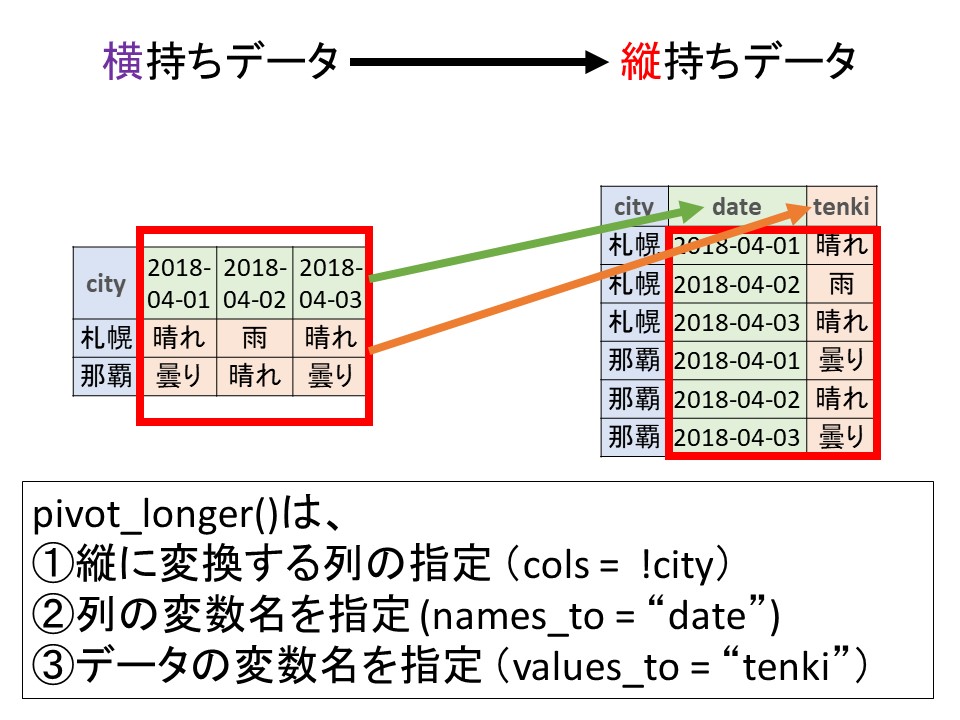 横持ちデータ 縦持ちデータ
city 2018-04-01 2018-04-02 2018-04-03
札幌 晴れ 雨 晴れ
那覇 曇り 晴れ 曇り
city date tenki
札幌 2018-04-01 晴れ
札幌 2018-04-02 雨
札幌 2018-04-03 晴れ
那覇 2018-04-01 曇り
那覇 2018-04-02 晴れ
那覇 2018-04-03 曇り
pivot_longer()は、
①縦に変換する列の指定（cols = !city）
②列の変数名を指定 (names_to = “date”)
③データの変数名を指定（values_to = “tenki”）